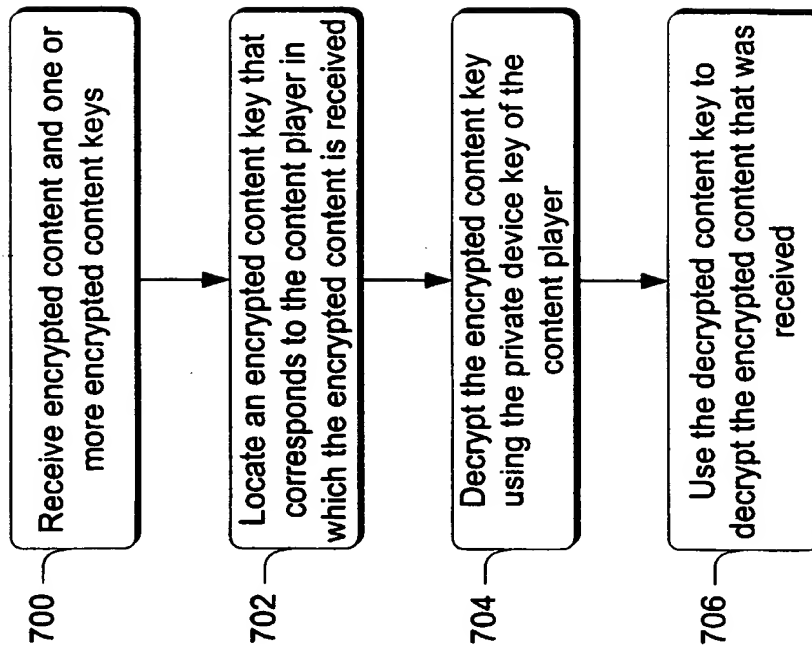 700
Receive encrypted content and one or
more encrypted content keys
702
Locate an encrypted content key that
corresponds to the content player in
which the encrypted content is received
704
Decrypt the encrypted content key
using the private device key of the
content player
706
Use the decrypted content key to
decrypt the encrypted content that was
received